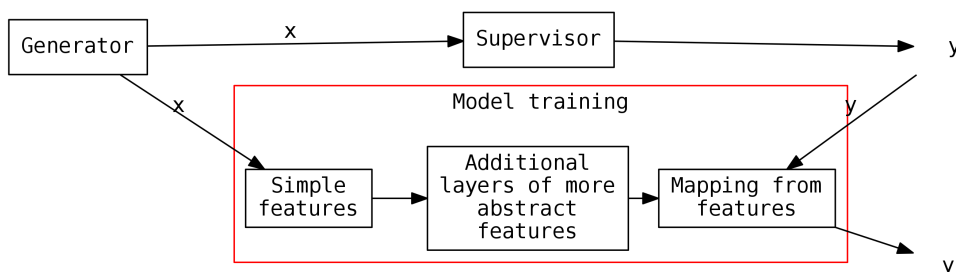 Generator
x
Supervisor
y
x
Model training
y
Simple
features
Additional
layers of more
abstract
features
Mapping from
features